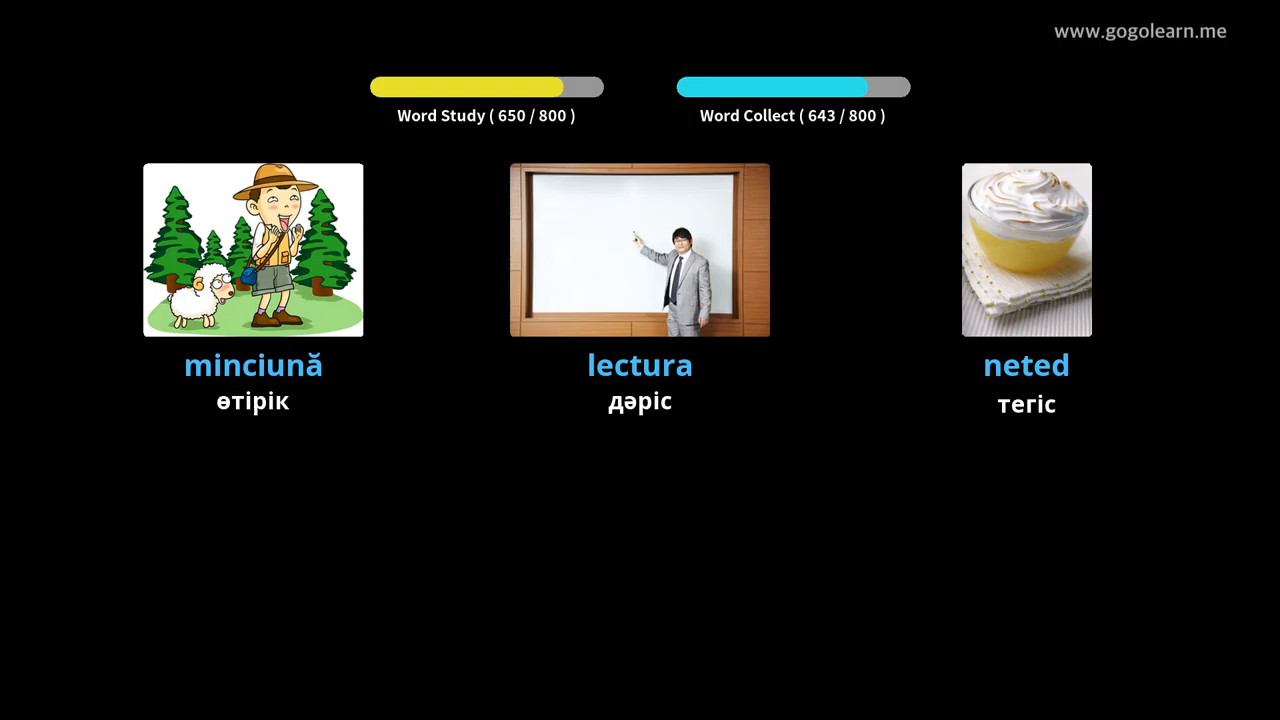 www.gogolearn.me
Word Study ( 650 / 800 )
Word Collect ( 643 / 800 )
minciună
өтірік
lectura
дәріс
neted
тегіс